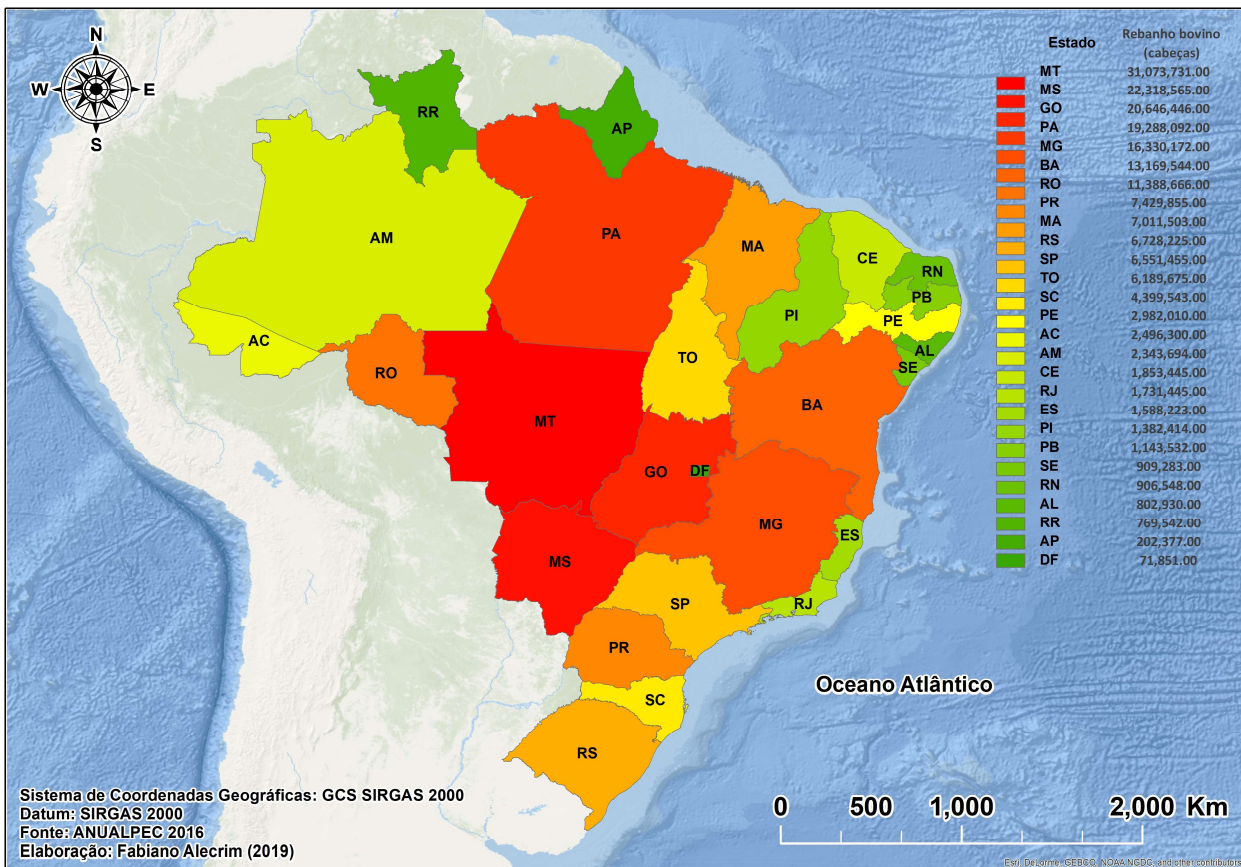 N
W E
S
RR
AP
AM
PA
MA
CE
RN
PB
PI
PE
AC
AL
SE
RO
TO
BA
MT
GO
DF
MG
ES
MS
SP
RJ
PR
SC
RS
Oceano Atlântico
Estado Rebanho bovino
(cabeças)
MT 31,073,731.00
MS 22,318,565.00
GO 20,646,446.00
PA 19,288,092.00
MG 16,330,172.00
BA 13,169,544.00
RO 11,388,666.00
PR 7,429,855.00
MA 7,011,503.00
RS 6,728,225.00
SP 6,551,455.00
TO 6,189,675.00
SC 4,399,543.00
PE 2,982,010.00
AC 2,496,300.00
AM 2,343,694.00
CE 1,853,445.00
RJ 1,731,445.00
ES 1,588,223.00
PI 1,382,414.00
PB 1,143,532.00
SE 909,283.00
RN 906,548.00
AL 802,930.00
RR 769,542.00
AP 202,377.00
DF 71,851.00
Sistema de Coordenadas Geográficas: GCS SIRGAS 2000
Datum: SIRGAS 2000
Fonte: ANUALPEC 2016
Elaboração: Fabiano Alecrim (2019)
0 500 1,000 2,000 Km
Esri, DeLorme, GEBCO, NOAA NGDC, and other contributors